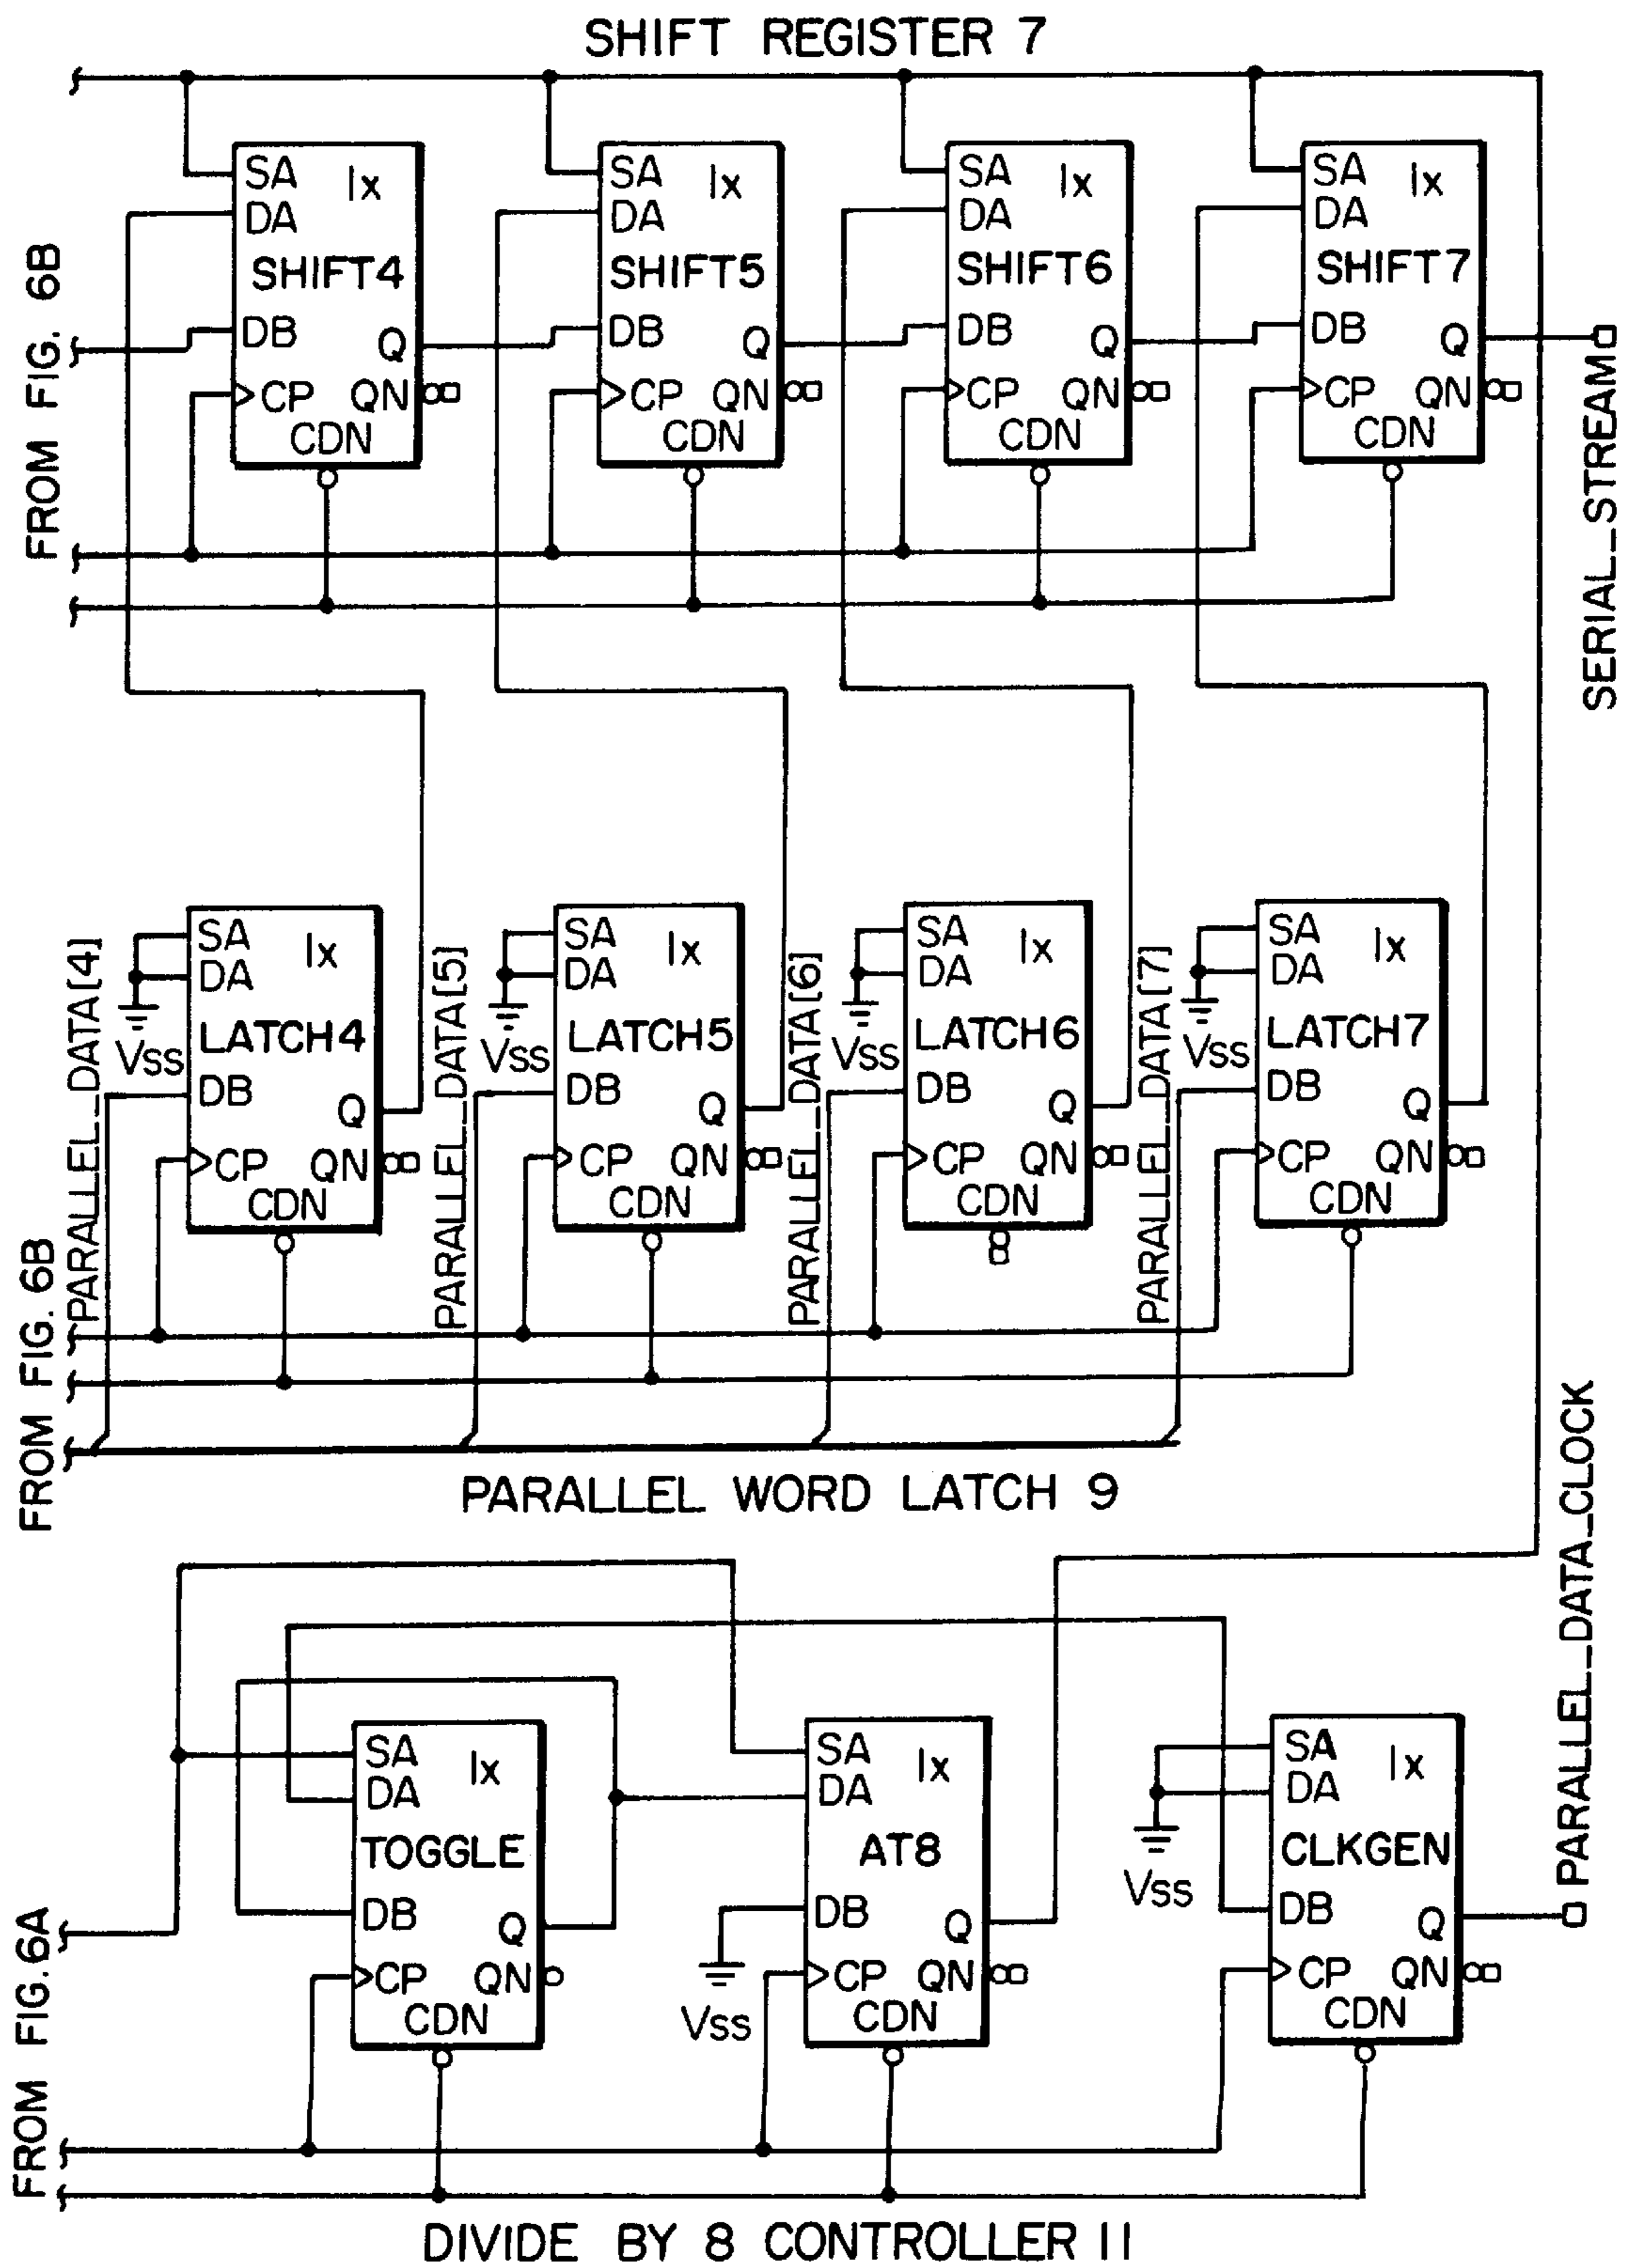 SHIFT REGISTER 7
SA Ix
DA
SHIFT4
DB
Q
CP QN
CDN
SA Ix
DA
SHIFT5
DB
Q
CP QN
CDN
SA Ix
DA
SHIFT6
DB
Q
CP QN
CDN
SA Ix
DA
SHIFT7
DB
Q
CP QN
CDN
FROM FIG. 6B
SERIAL_STREAM
PARALLEL_DATA[4]
SA Ix
DA
Vss
LATCH4
DB
Q
CP QN
CDN
PARALLEL_DATA[5]
SA Ix
DA
Vss
LATCH5
DB
Q
CP QN
CDN
PARALLEL_DATA[6]
SA Ix
DA
Vss
LATCH6
DB
Q
CP QN
CDN
PARALLEL_DATA[7]
SA Ix
DA
Vss
LATCH7
DB
Q
CP QN
CDN
FROM FIG. 6B
PARALLEL WORD LATCH 9
SA Ix
DA
TOGGLE
DB
Q
CP QN
CDN
SA Ix
DA
AT8
DB
Q
Vss
CP QN
CDN
SA Ix
DA
Vss
CLKGEN
DB
Q
CP QN
CDN
PARALLEL_DATA_CLOCK
FROM FIG.6A
DIVIDE BY 8 CONTROLLER 11